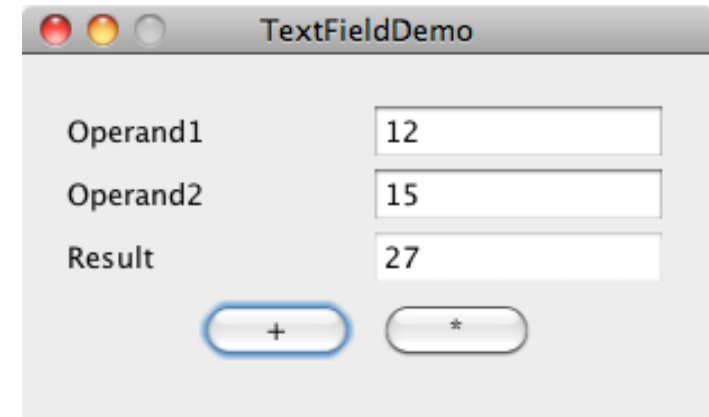 TextFieldDemo
Operand1 12
Operand2 15
Result 27
+ *